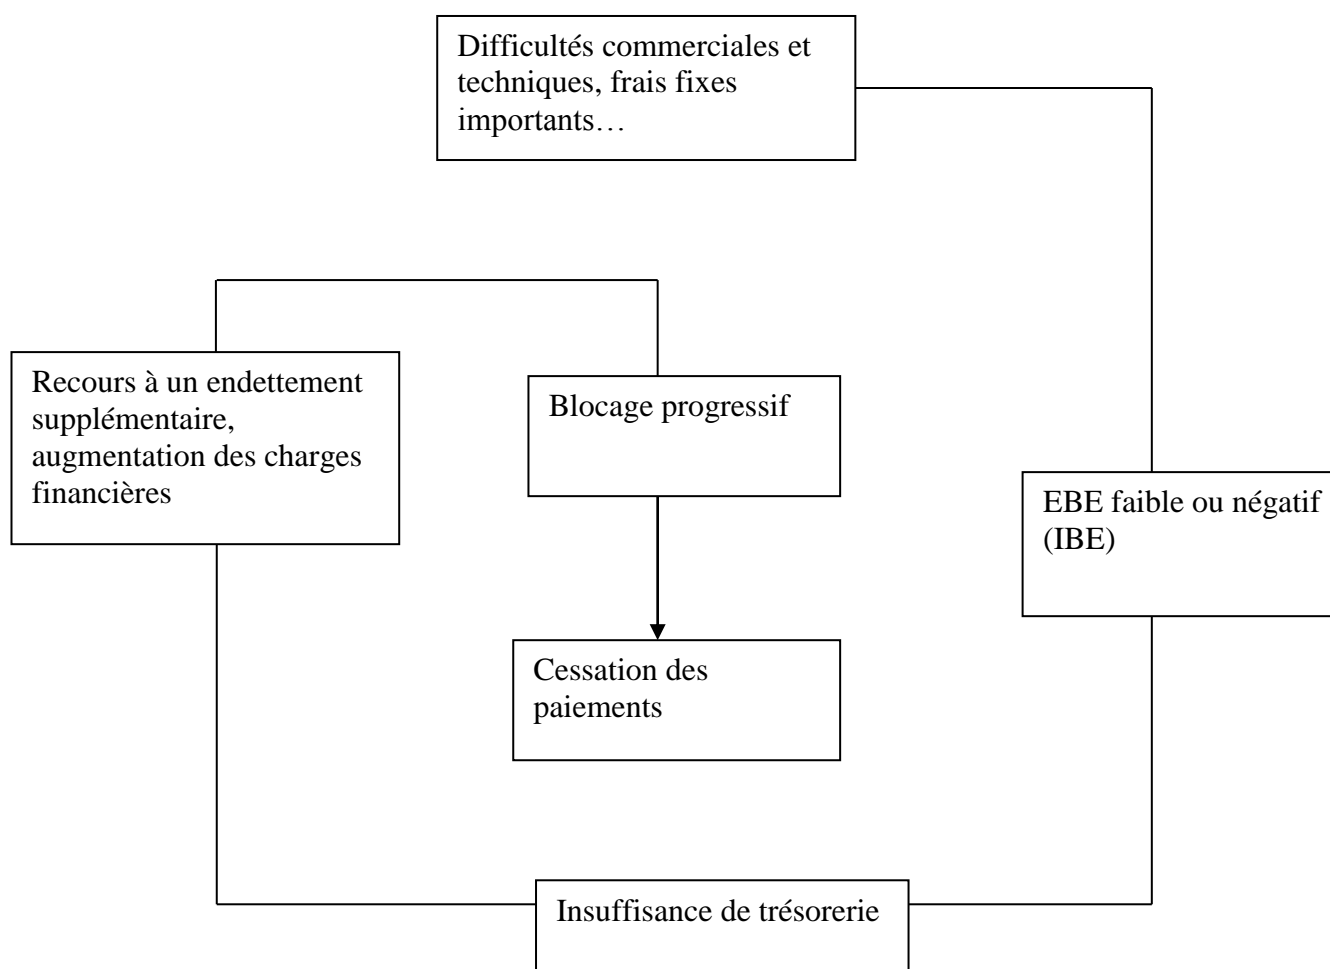 Difficultés commerciales et
techniques, frais fixes
importants…
Recours à un endettement
supplémentaire,
augmentation des charges
financières
Blocage progressif
EBE faible ou négatif
(IBE)
Cessation des
paiements
Insuffisance de trésorerie